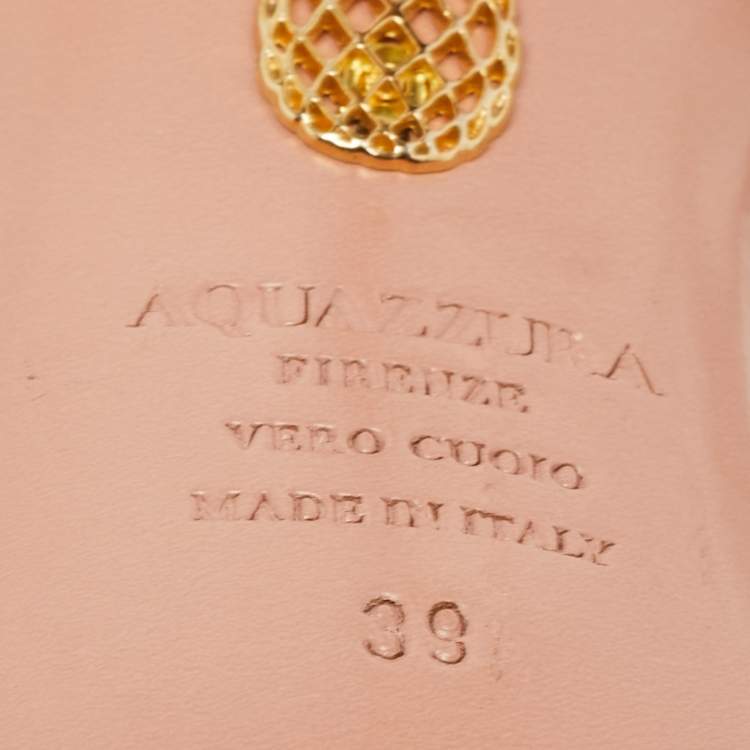 AQUAZZURA
FIRENZE
VERO CUOIO
MADE IN ITALY
39